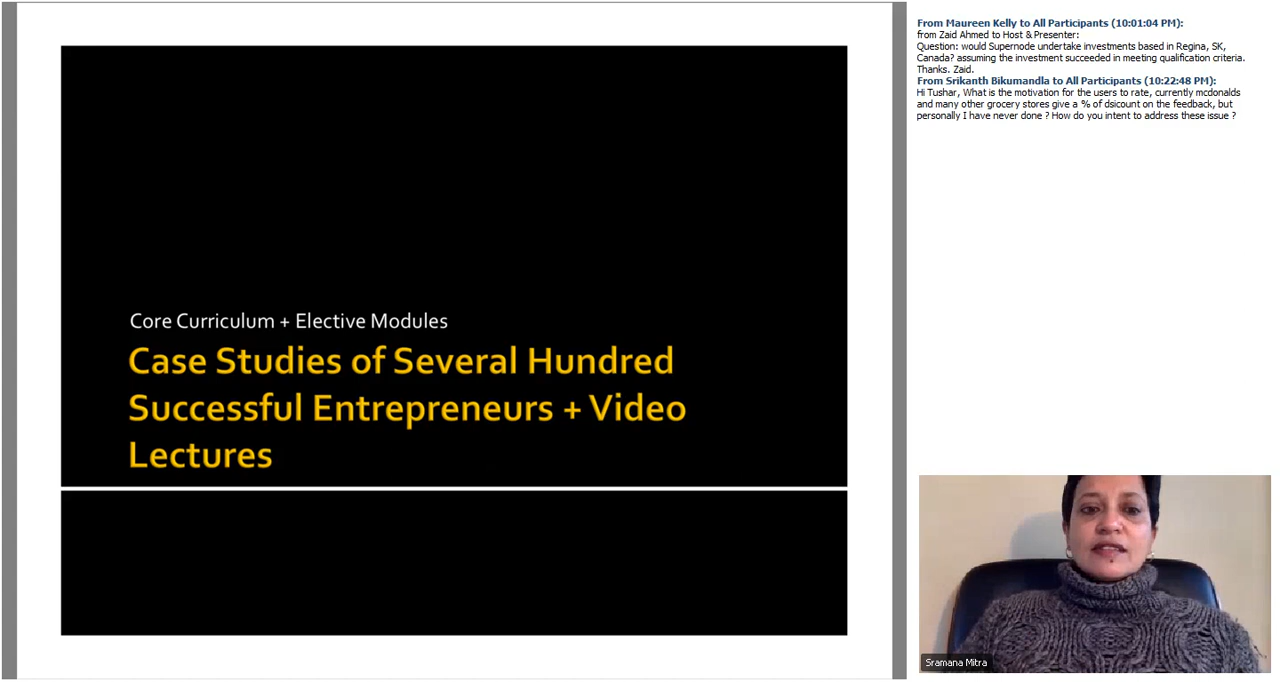 Core Curriculum + Elective Modules
Case Studies of Several Hundred
Successful Entrepreneurs + Video
Lectures
From Maureen Kelly to All Participants (10:01:04 PM):
from Zaid Ahmed to Host & Presenter:
Question: would Supernode undertake investments based in Regina, SK,
Canada? assuming the investment succeeded in meeting qualification criteria.
Thanks. Zaid.
From Srikanth Bikumandla to All Participants (10:22:48 PM):
Hi Tushar, What is the motivation for the users to rate, currently mcdonalds
and many other grocery stores give a % of dsicount on the feedback, but
personally I have never done ? How do you intent to address these issue ?
Sramana Mitra